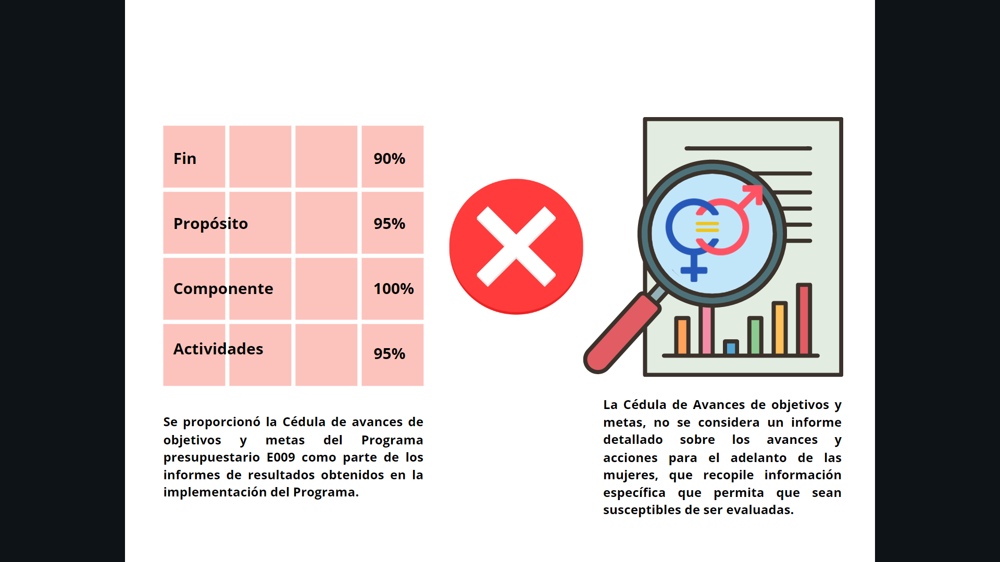 Fin 90%
Propósito 95%
Componente 100%
Actividades 95%
Se proporcionó la Cédula de avances de
objetivos y metas del Programa
presupuestario E009 como parte de los
informes de resultados obtenidos en la
implementación del Programa.
La Cédula de Avances de objetivos y
metas, no se considera un informe
detallado sobre los avances y
acciones para el adelanto de las
mujeres, que recopile información
específica que permita que sean
susceptibles de ser evaluadas.